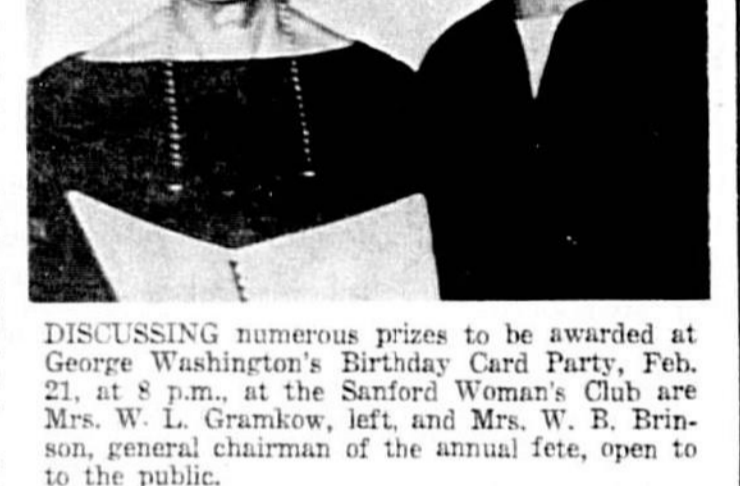 DISCUSSING numerous prizes to be awarded at
George Washington's Birthday Card Party, Feb.
21, at 8 p.m., at the Sanford Woman's Club are
Mrs. W. L. Gramkow, left, and Mrs. W. B. Brin-
son, general chairman of the annual fete, open to
to the public.